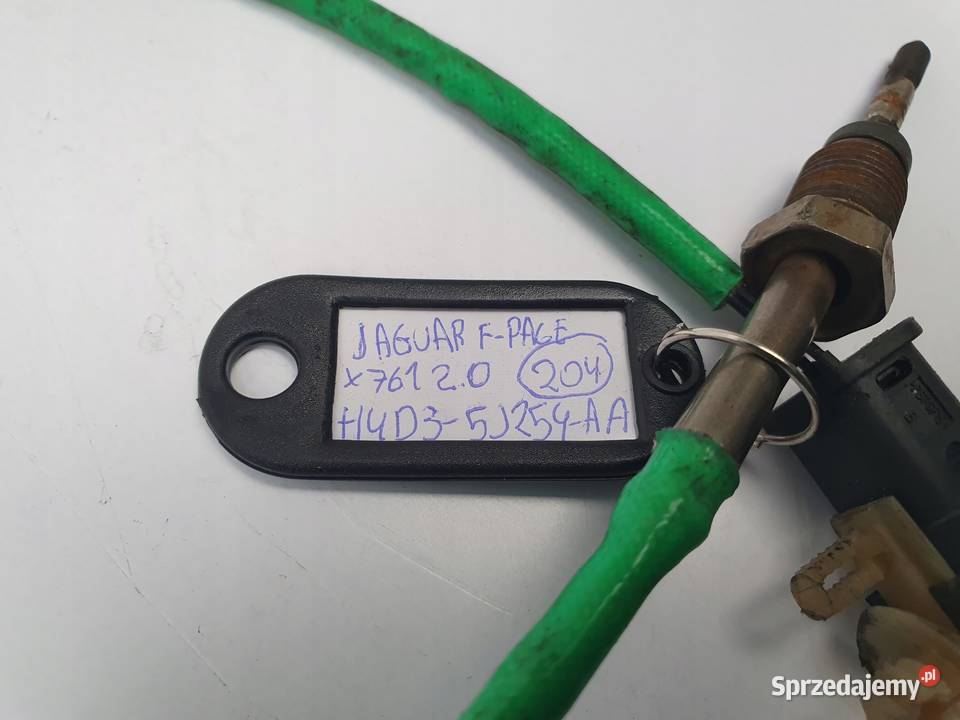 JAGUAR F-PACE
X761 2.0 204
H4D3-5J254-AA
Sprzedajemy.pl